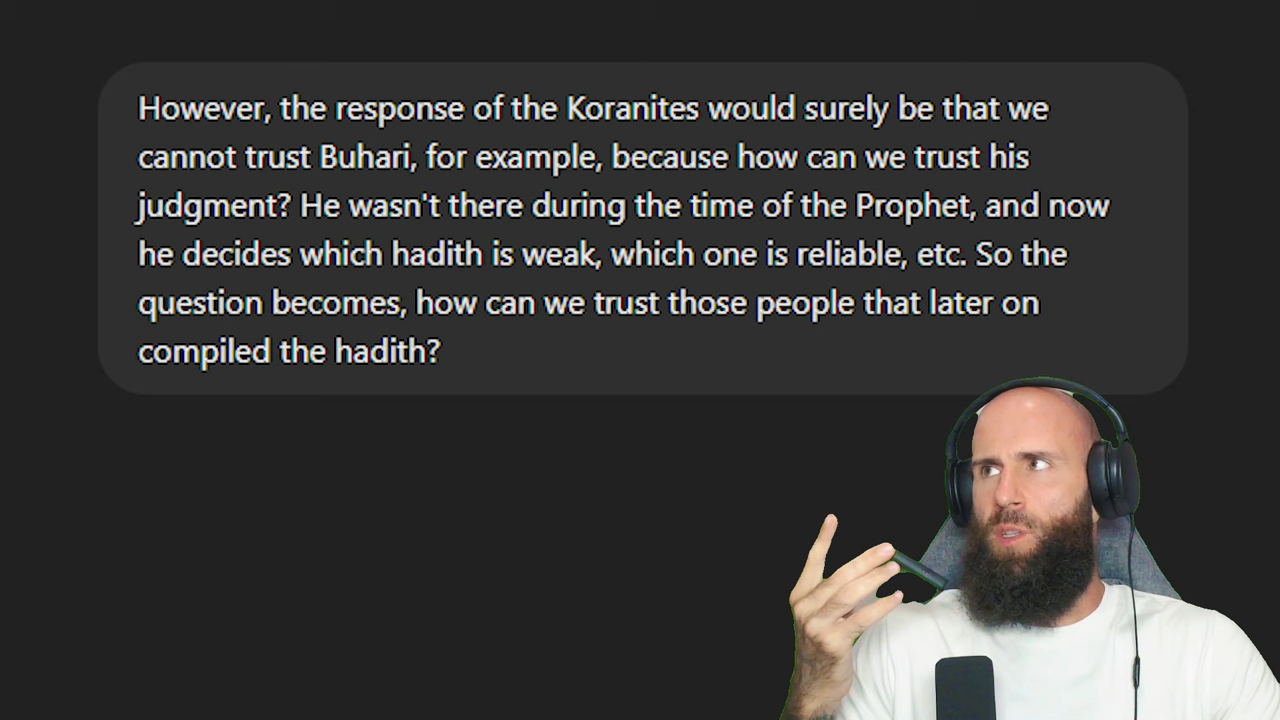 However, the response of the Koranites would surely be that we
cannot trust Buhari, for example, because how can we trust his
judgment? He wasn't there during the time of the Prophet, and now
he decides which hadith is weak, which one is reliable, etc. So the
question becomes, how can we trust those people that later on
compiled the hadith?